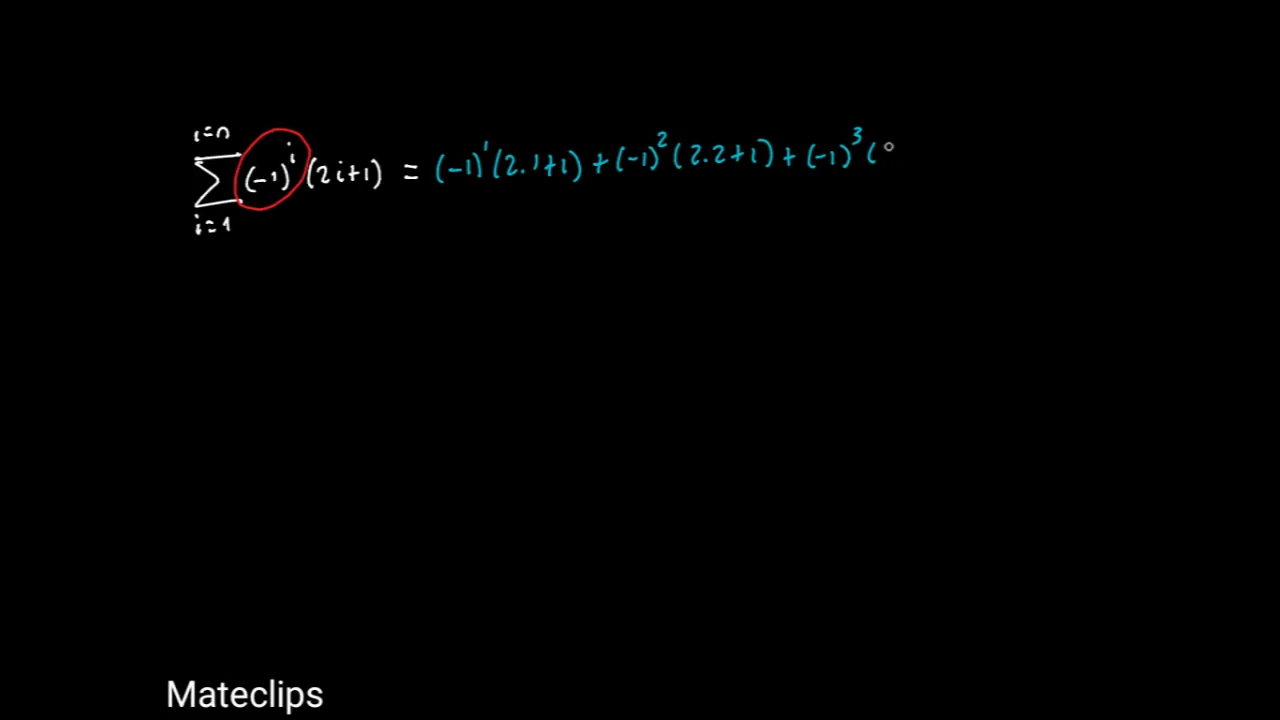 i=n
∑ (-1)^i (2i+1) = (-1)^1 (2.1+1) + (-1)^2 (2.2+1) + (-1)^3 (
i=1
Mateclips